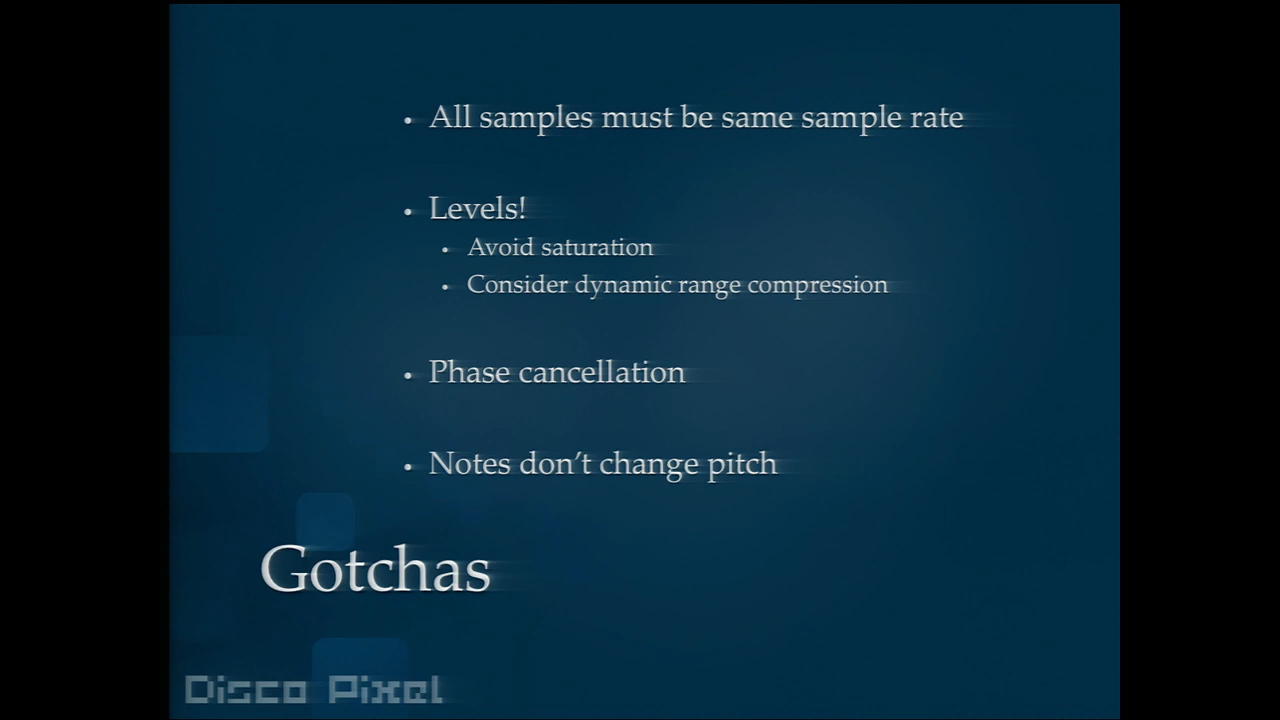 • All samples must be same sample rate
• Levels!
• Avoid saturation
• Consider dynamic range compression
• Phase cancellation
• Notes don’t change pitch
Gotchas
Disco Pixel